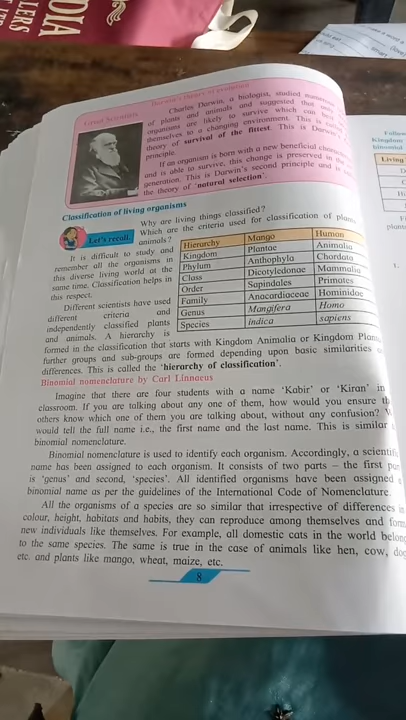 DIA
LLERS
Great Scientists
Darwin's theory of evolution
Charles Darwin, a biologist, studied
of plants and animals and suggested that
organisms are likely to survive which can
themselves to a changing environment. This is
theory of survival of the fittest. This is Darwin's
principle.
If an organism is born with a new beneficial
and is able to survive, this change is preserved in the
generation. This is Darwin's second principle and is
the theory of 'natural selection'.
Classification of living organisms
Let's recall.
Why are living things classified?
Which are the criteria used for classification of plants
animals?
It is difficult to study and
remember all the organisms in
this diverse living world at the
same time. Classification helps in
this respect.
Different scientists have used
different criteria and
independently classified plants
and animals. A hierarchy is
Hierarchy Mango Human
Kingdom Plantae Animalia
Phylum Anthophyla Chordata
Class Dicotyledonae Mammalia
Order Sapindales Primates
Family Anacardiaceae Hominidae
Genus Mangifera Homo
Species indica sapiens
formed in the classification that starts with Kingdom Animalia or Kingdom
further groups and sub-groups are formed depending upon basic similarities
differences. This is called the 'hierarchy of classification'.
Binomial nomenclature by Carl Linnaeus
Imagine that there are four students with a name 'Kabir' or 'Kiran' in
classroom. If you are talking about any one of them, how would you ensure
others know which one of them you are talking about, without any confusion?
would tell the full name i.e., the first name and the last name. This is similar
binomial nomenclature.
Binomial nomenclature is used to identify each organism. Accordingly, a
name has been assigned to each organism. It consists of two parts – the first
is 'genus' and second, 'species'. All identified organisms have been assigned
binomial name as per the guidelines of the International Code of Nomenclature.
All the organisms of a species are so similar that irrespective of differences in
colour, height, habitats and habits, they can reproduce among themselves and form
new individuals like themselves. For example, all domestic cats in the world
to the same species. The same is true in the case of animals like hen, cow, dog
etc. and plants like mango, wheat, maize, etc.
8
Kingdom
binomial
Living
1.